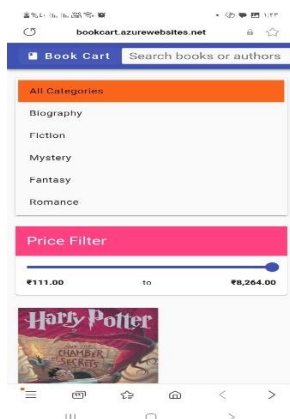 bookcart.azurewebsites.net
Book Cart
Search books or authors
All Categories
Biography
Fiction
Mystery
Fantasy
Romance
Price Filter
₹111.00 to ₹8,264.00
Harry Potter
CHAMBER
SECRETS